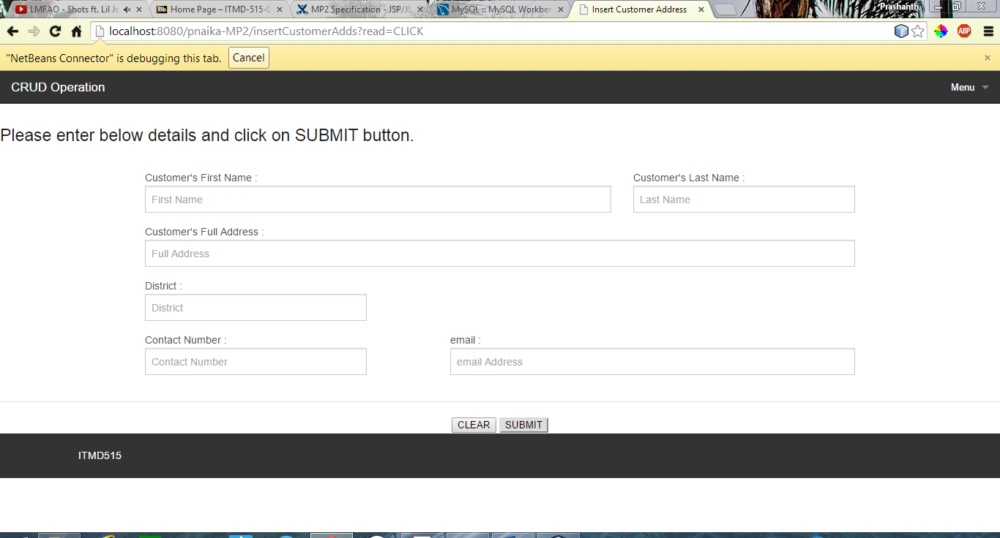 LMFAO - Shots ft. Lil Jo
Home Page – ITMD-515-0
MP2 Specification - JSP/JS
MySQL :: MySQL Workber
Insert Customer Address
Prashanth
localhost:8080/pnaika-MP2/insertCustomerAdds?read=CLICK
ABP
"NetBeans Connector" is debugging this tab. Cancel
CRUD Operation Menu
Please enter below details and click on SUBMIT button.
Customer's First Name : Customer's Last Name :
First Name Last Name
Customer's Full Address :
Full Address
District :
District
Contact Number : email :
Contact Number email Address
CLEAR SUBMIT
ITMD515